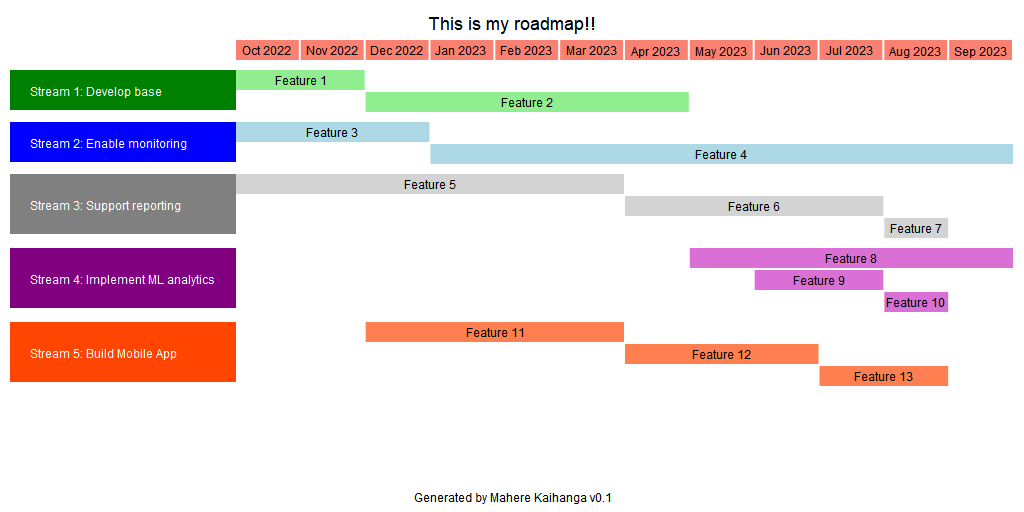 This is my roadmap!!
Oct 2022 Nov 2022 Dec 2022 Jan 2023 Feb 2023 Mar 2023 Apr 2023 May 2023 Jun 2023 Jul 2023 Aug 2023 Sep 2023
Stream 1: Develop base
Feature 1
Feature 2
Stream 2: Enable monitoring
Feature 3
Feature 4
Stream 3: Support reporting
Feature 5
Feature 6
Feature 7
Stream 4: Implement ML analytics
Feature 8
Feature 9
Feature 10
Stream 5: Build Mobile App
Feature 11
Feature 12
Feature 13
Generated by Mahere Kaihanga v0.1